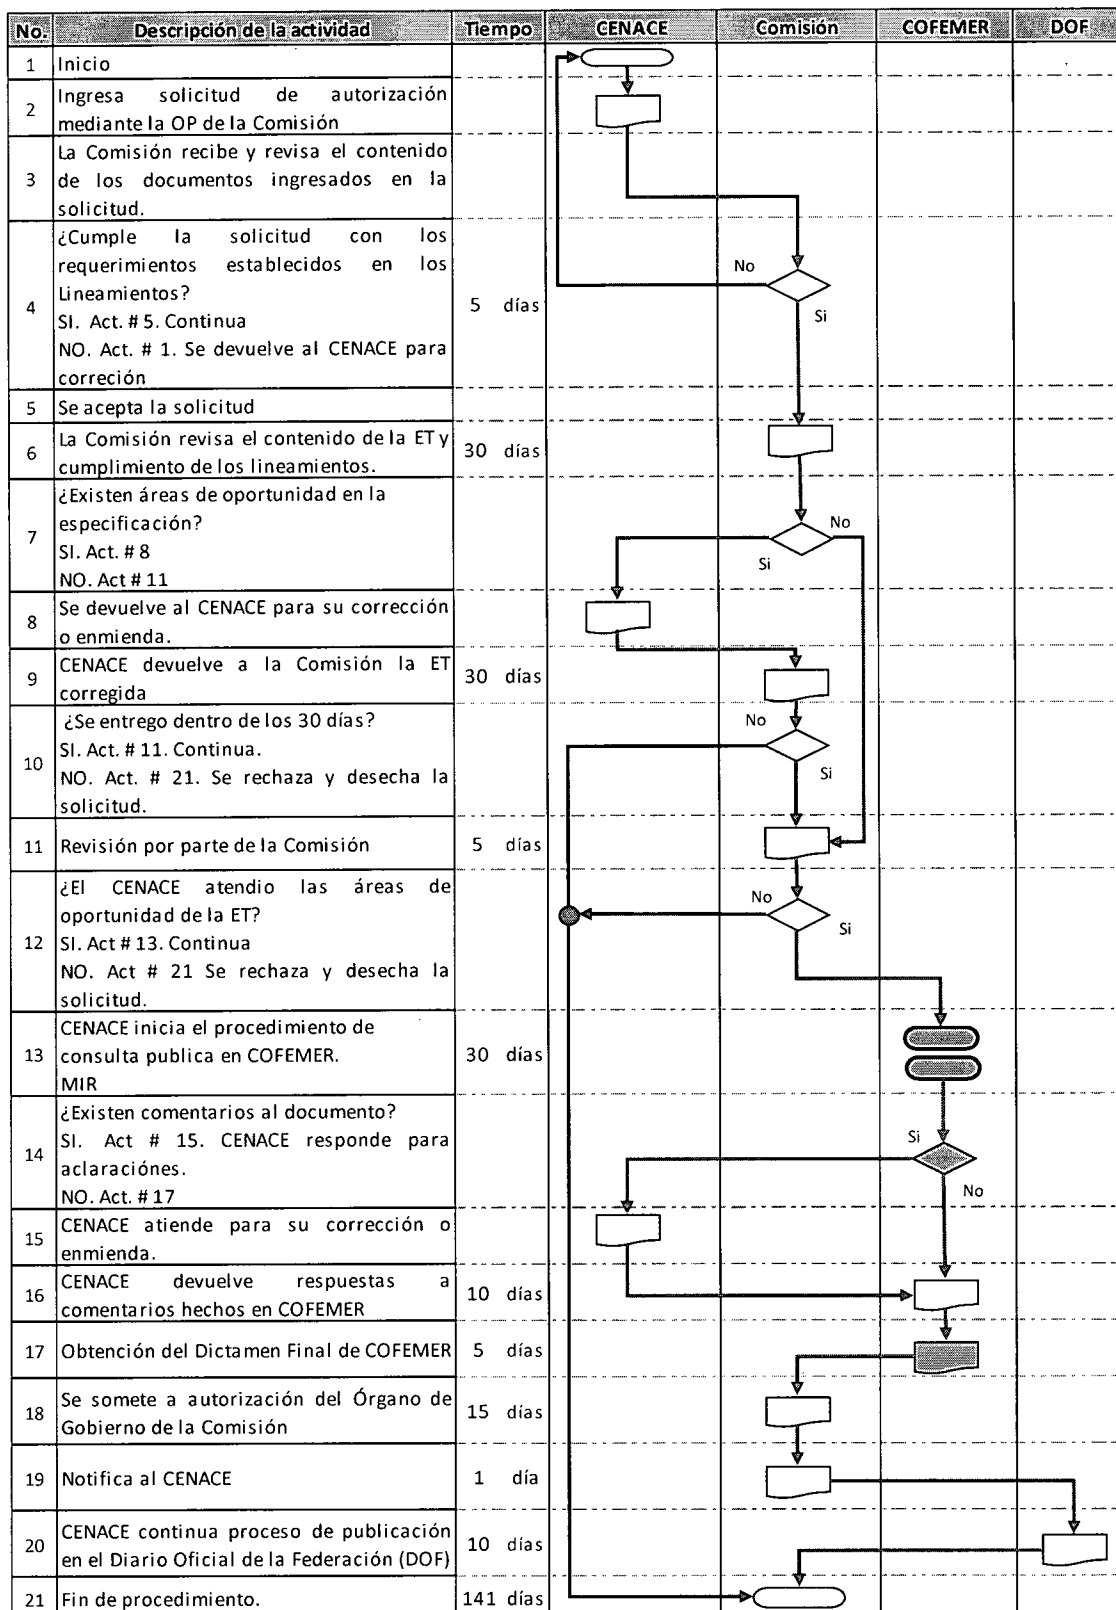 No. Descripción de la actividad Tiempo CENACE Comisión COFEMER DOF
1 Inicio
2 Ingresa solicitud de autorización
mediante la OP de la Comisión
3 La Comisión recibe y revisa el contenido
de los documentos ingresados en la
solicitud.
4 ¿Cumple la solicitud con los
requerimientos establecidos en los
Lineamientos?
SI. Act. # 5. Continua
NO. Act. # 1. Se devuelve al CENACE para
correción
5 días
No
Si
5 Se acepta la solicitud
6 La Comisión revisa el contenido de la ET y
cumplimiento de los lineamientos.
30 días
7 ¿Existen áreas de oportunidad en la
especificación?
SI. Act. # 8
NO. Act # 11
No
Si
8 Se devuelve al CENACE para su corrección
o enmienda.
9 CENACE devuelve a la Comisión la ET
corregida
30 días
10 ¿Se entrego dentro de los 30 días?
SI. Act. # 11. Continua.
NO. Act. # 21. Se rechaza y desecha la
solicitud.
No
Si
11 Revisión por parte de la Comisión 5 días
12 ¿El CENACE atendio las áreas de
oportunidad de la ET?
SI. Act # 13. Continua
NO. Act # 21 Se rechaza y desecha la
solicitud.
No
Si
13 CENACE inicia el procedimiento de
consulta publica en COFEMER.
MIR
30 días
14 ¿Existen comentarios al documento?
SI. Act # 15. CENACE responde para
aclaraciónes.
NO. Act. # 17
Si
No
15 CENACE atiende para su corrección o
enmienda.
16 CENACE devuelve respuestas a
comentarios hechos en COFEMER
10 días
17 Obtención del Dictamen Final de COFEMER 5 días
18 Se somete a autorización del Órgano de
Gobierno de la Comisión
15 días
19 Notifica al CENACE 1 día
20 CENACE continua proceso de publicación
en el Diario Oficial de la Federación (DOF)
10 días
21 Fin de procedimiento. 141 días